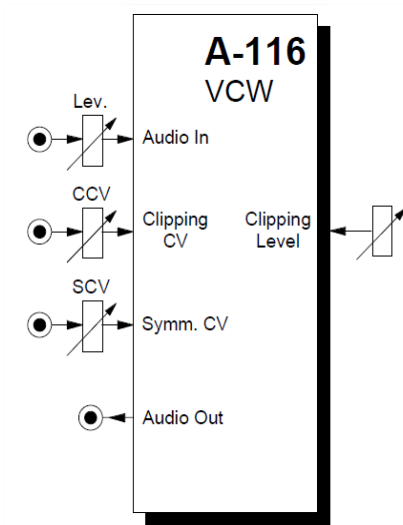 A-116
VCW
Lev.
Audio In
CCV
Clipping
CV
Clipping
Level
SCV
Symm. CV
Audio Out